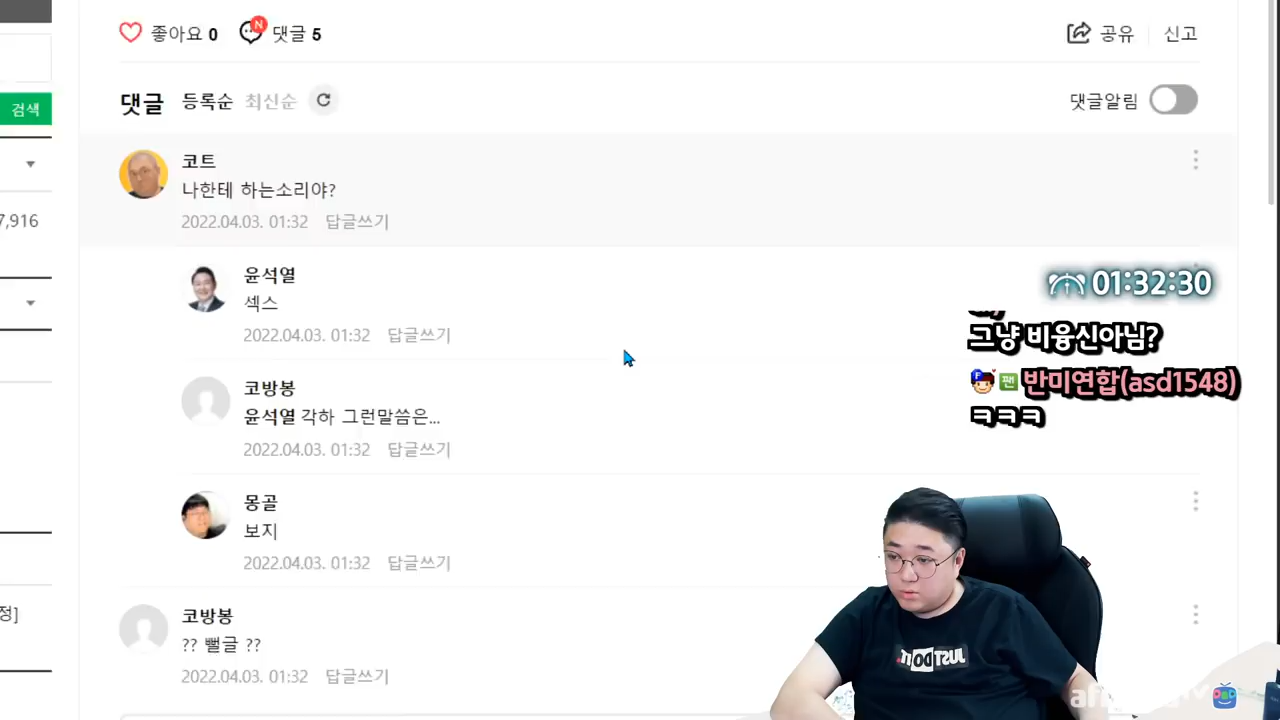 좋아요 0 댓글 5 공유 신고
댓글 등록순 최신순 댓글알림
검색
7,916
정]
코트
나한테 하는소리야?
2022.04.03. 01:32 답글쓰기
윤석열
섹스
2022.04.03. 01:32 답글쓰기
코방봉
윤석열 각하 그런말씀은...
2022.04.03. 01:32 답글쓰기
몽골
보지
2022.04.03. 01:32 답글쓰기
코방봉
?? 뻘글 ??
2022.04.03. 01:32 답글쓰기
01:32:30
그냥 비융신아님?
F 팬 반미연합(asd1548)
ㅋㅋㅋ
JUST DO IT.